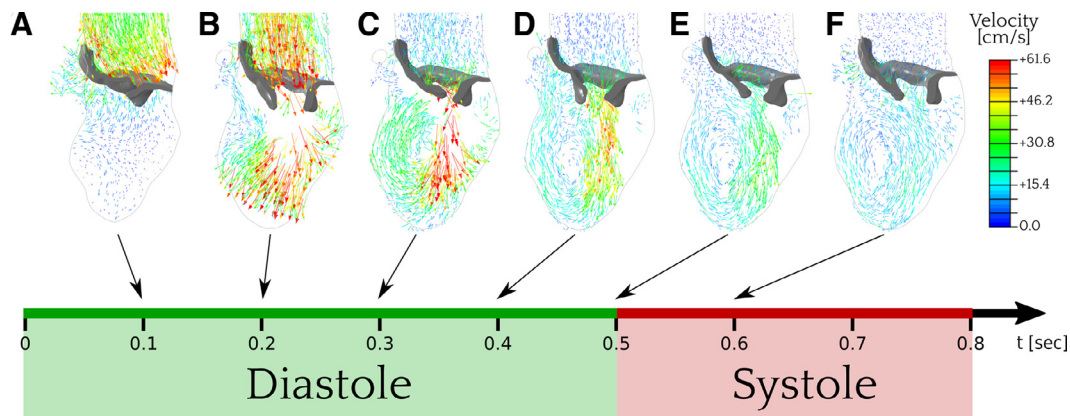 A B C D E F
Velocity
[cm/s]
+61.6
+46.2
+30.8
+15.4
0.0
0 0.1 0.2 0.3 0.4 0.5 0.6 0.7 0.8 t [sec]
Diastole Systole